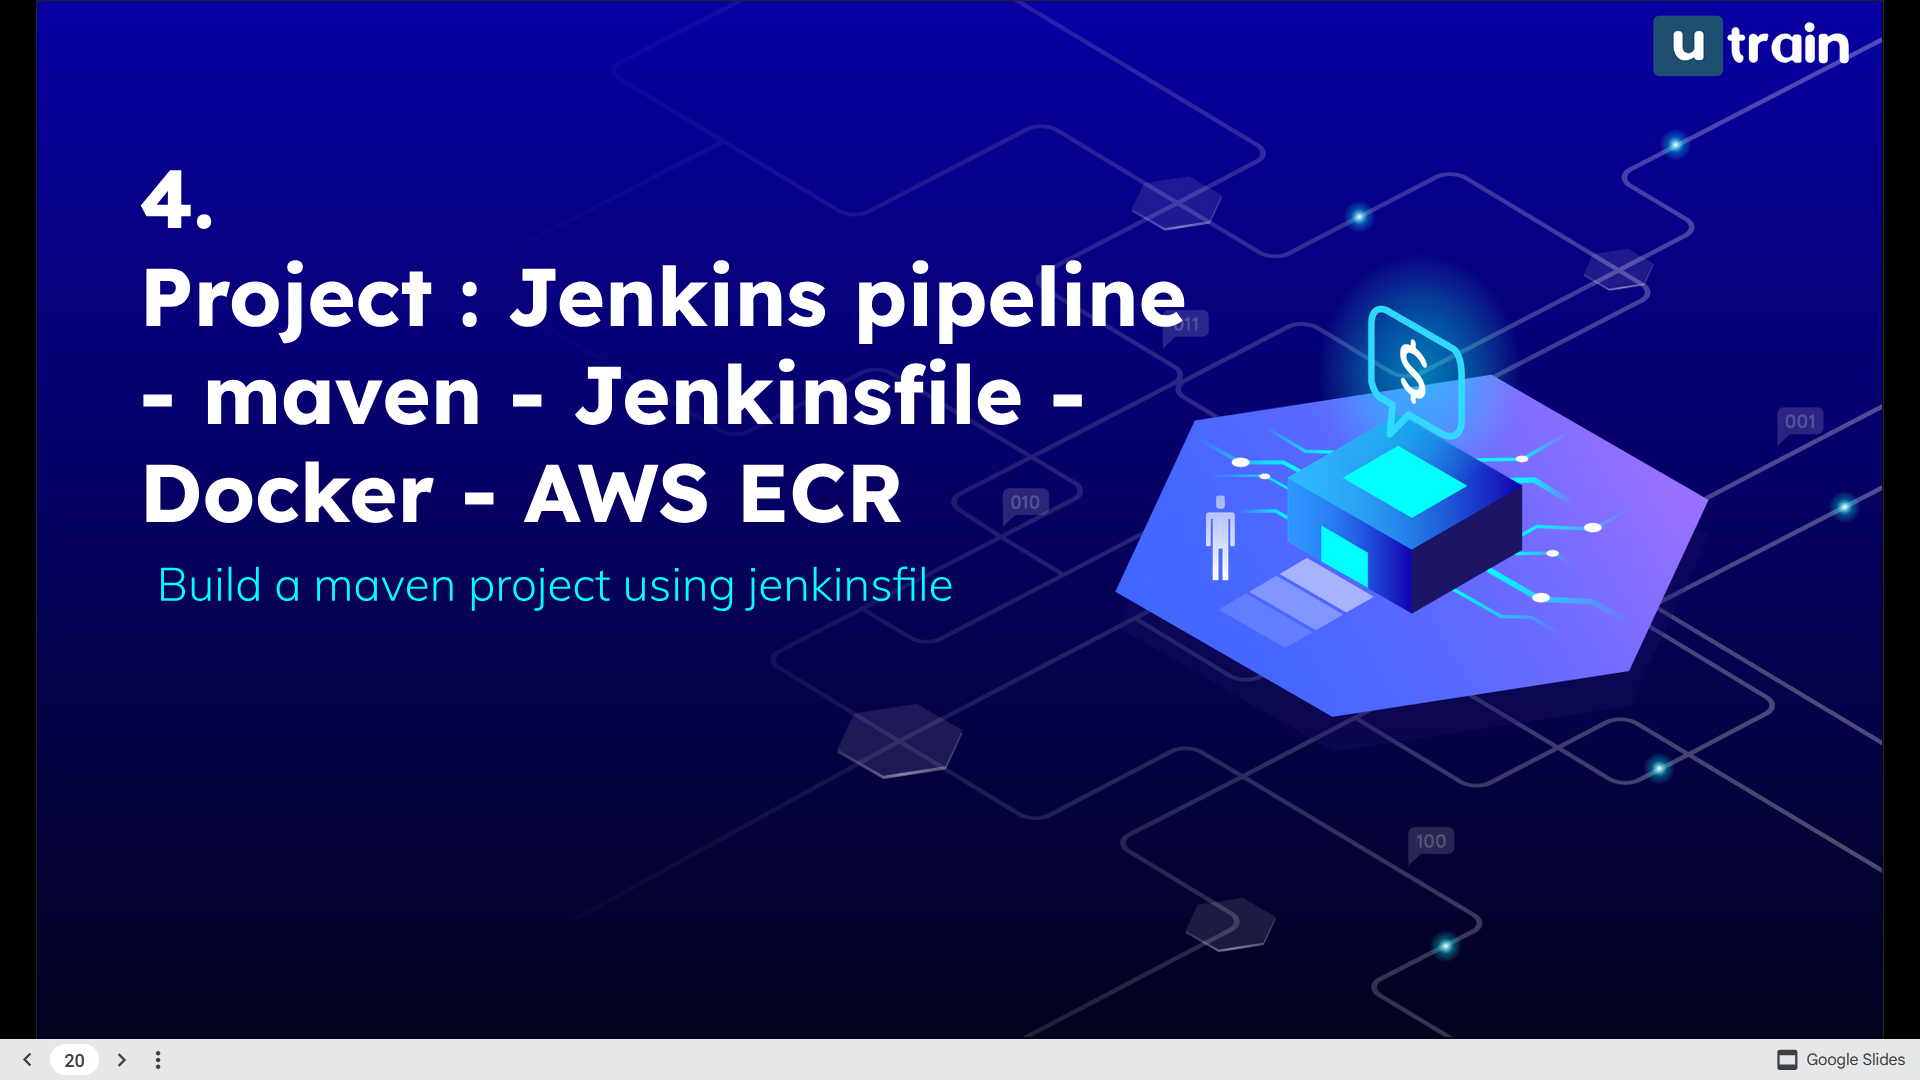 u train
4.
Project : Jenkins pipeline
- maven - Jenkinsfile -
Docker - AWS ECR
Build a maven project using jenkinsfile
$
011
001
010
100
20
Google Slides